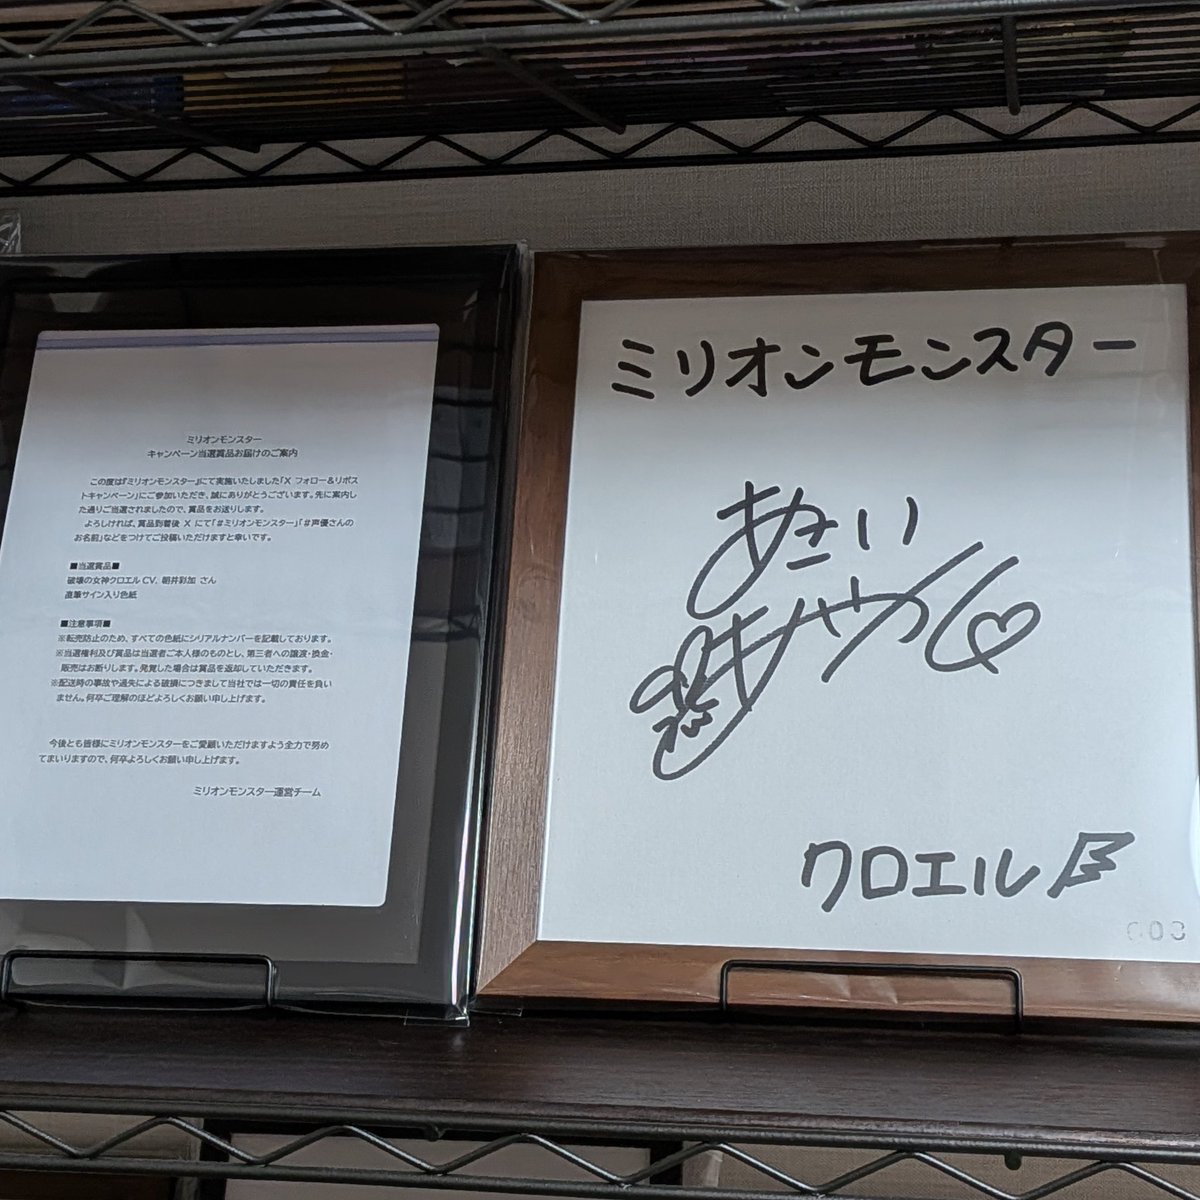 ミリオンモンスター
キャンペーン当選賞品お届けのご案内
この度は『ミリオンモンスター』にて実施いたしました「X フォロー&リポス
トキャンペーン」にご参加いただき、誠にありがとうございます。先に案内し
た通りご当選されましたので、賞品をお送りします。
よろしければ、賞品到着後 X にて「#ミリオンモンスター」「#声優さんの
お名前」などをつけてご投稿いただけますと幸いです。
■当選賞品■
破壊の女神クロエル CV. 朝井彩加 さん
直筆サイン入り色紙
■注意事項■
※転売防止のため、すべての色紙にシリアルナンバーを記載しております。
※当選権利及び賞品は当選者ご本人様のものとし、第三者への譲渡・換金・
販売はお断りします。発覚した場合は賞品を返却していただきます。
※配送時の事故や過失による破損につきまして当社では一切の責任を負い
ません。何卒ご理解のほどよろしくお願い申し上げます。
今後とも皆様にミリオンモンスターをご愛顧いただけますよう全力で努め
てまいりますので、何卒よろしくお願い申し上げます。
ミリオンモンスター運営チーム
ミリオンモンスター
あさい
あやか
クロエル
003